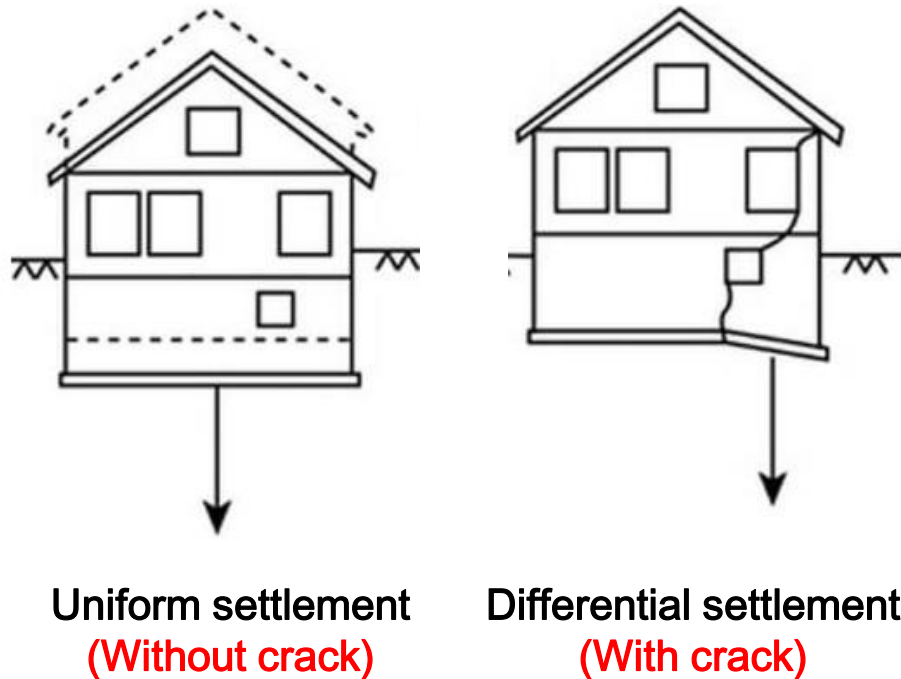 Uniform settlement
(Without crack)
Differential settlement
(With crack)